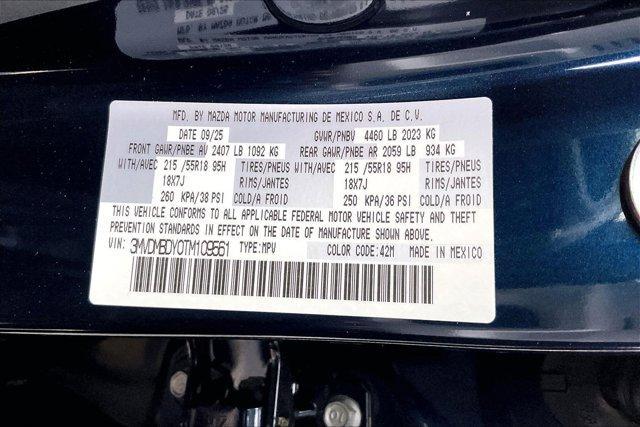 MFD. BY MAZDA MOTOR MANUFACTURING DE MEXICO S.A. DE C.V.
DATE 09/25 GVWR/PNBV 4460 LB 2023 KG
FRONT GAWR/PNBE AV 2407 LB 1092 KG REAR GAWR/PNBE AR 2059 LB 934 KG
WITH/AVEC 215 /55R18 95H TIRES/PNEUS WITH/AVEC 215 /55R18 95H TIRES/PNEUS
18X7J RIMS/JANTES 18X7J RIMS/JANTES
260 KPA/38 PSI COLD/A FROID 250 KPA/36 PSI COLD/A FROID
THIS VEHICLE CONFORMS TO ALL APPLICABLE FEDERAL MOTOR VEHICLE SAFETY AND THEFT
PREVENTION STANDARDS IN EFFECT ON THE DATE OF MANUFACTURE SHOWN ABOVE.
VIN: 3MVDMBDY0TM109561 TYPE:MPV COLOR CODE:42M MADE IN MEXICO